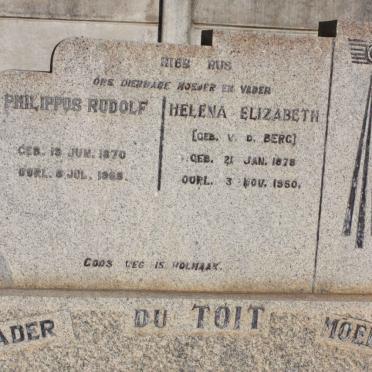 HIER RUS
ONS DIERBARE MOEDER EN VADER
PHILIPPUS RUDOLF
GEB. 13 JUN. 1870
OORL. 8 JUL.
HELENA ELIZABETH
[GEB. V. D. BERG]
GEB. 21 JAN. 1878
OORL. 3 NOV. 1950.
GODS WEG IS VOLMAAK.
ADER
DU TOIT
MOE